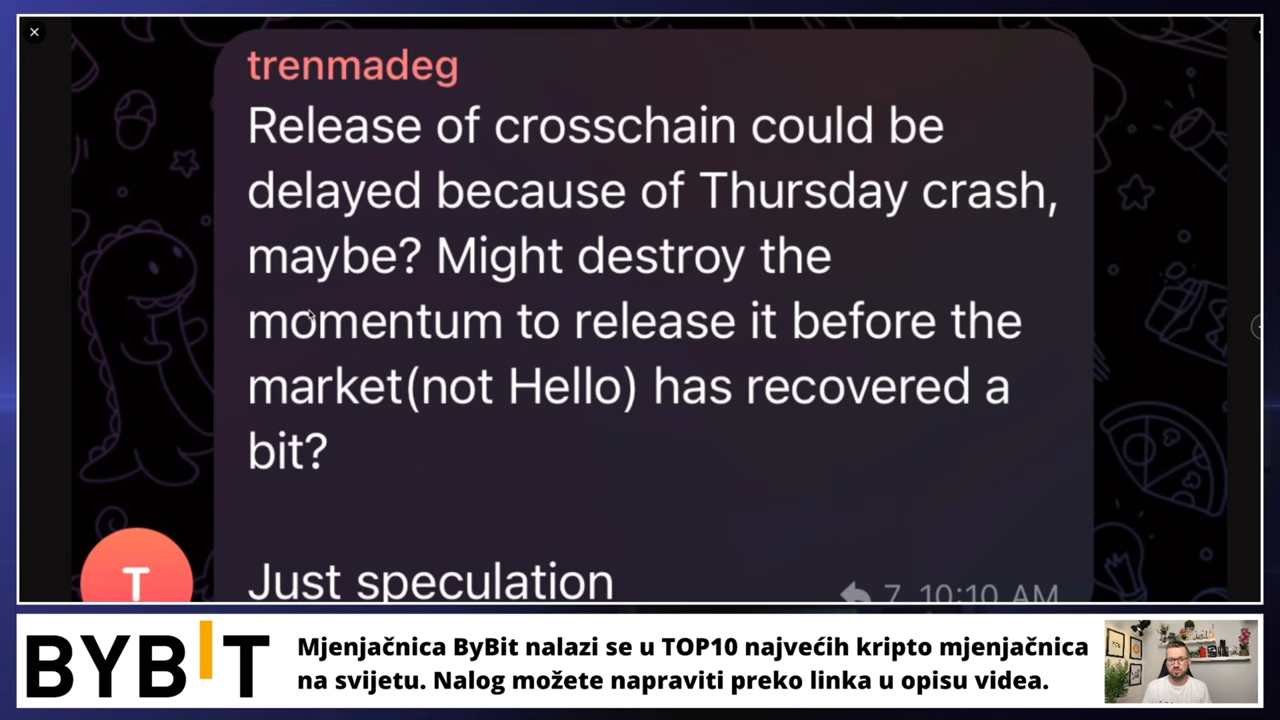 trenmadeg
Release of crosschain could be
delayed because of Thursday crash,
maybe? Might destroy the
momentum to release it before the
market(not Hello) has recovered a
bit?
Just speculation
T
7 10:10 AM
BYBIT
Mjenjačnica ByBit nalazi se u TOP10 najvećih kripto mjenjačnica
na svijetu. Nalog možete napraviti preko linka u opisu videa.